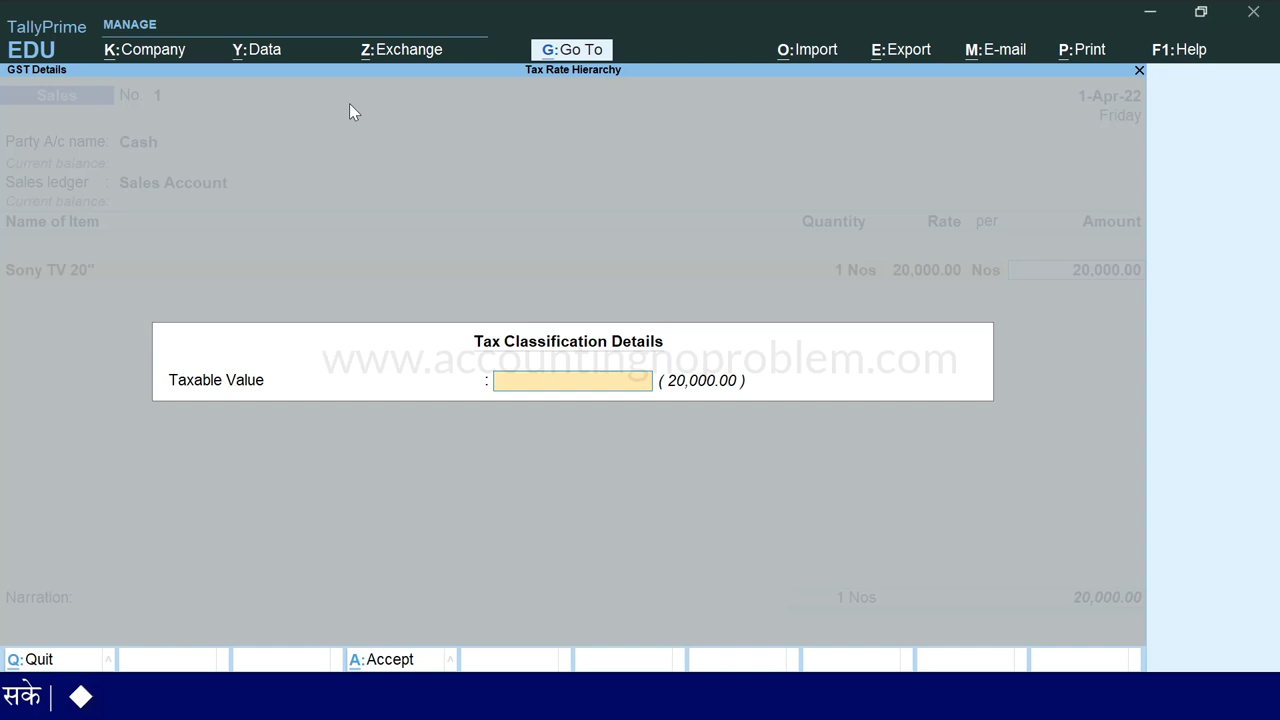 TallyPrime MANAGE
EDU K:Company Y:Data Z:Exchange G:Go To O:Import E:Export M:E-mail P:Print F1:Help
GST Details Tax Rate Hierarchy
Sales No. 1 1-Apr-22
Friday
Party A/c name: Cash
Current balance:
Sales ledger : Sales Account
Current balance:
Name of Item Quantity Rate per Amount
Sony TV 20" 1 Nos 20,000.00 Nos 20,000.00
Tax Classification Details
www.accountingnoproblem.com
Taxable Value : ( 20,000.00 )
Narration: 1 Nos 20,000.00
Q:Quit A:Accept
सके |